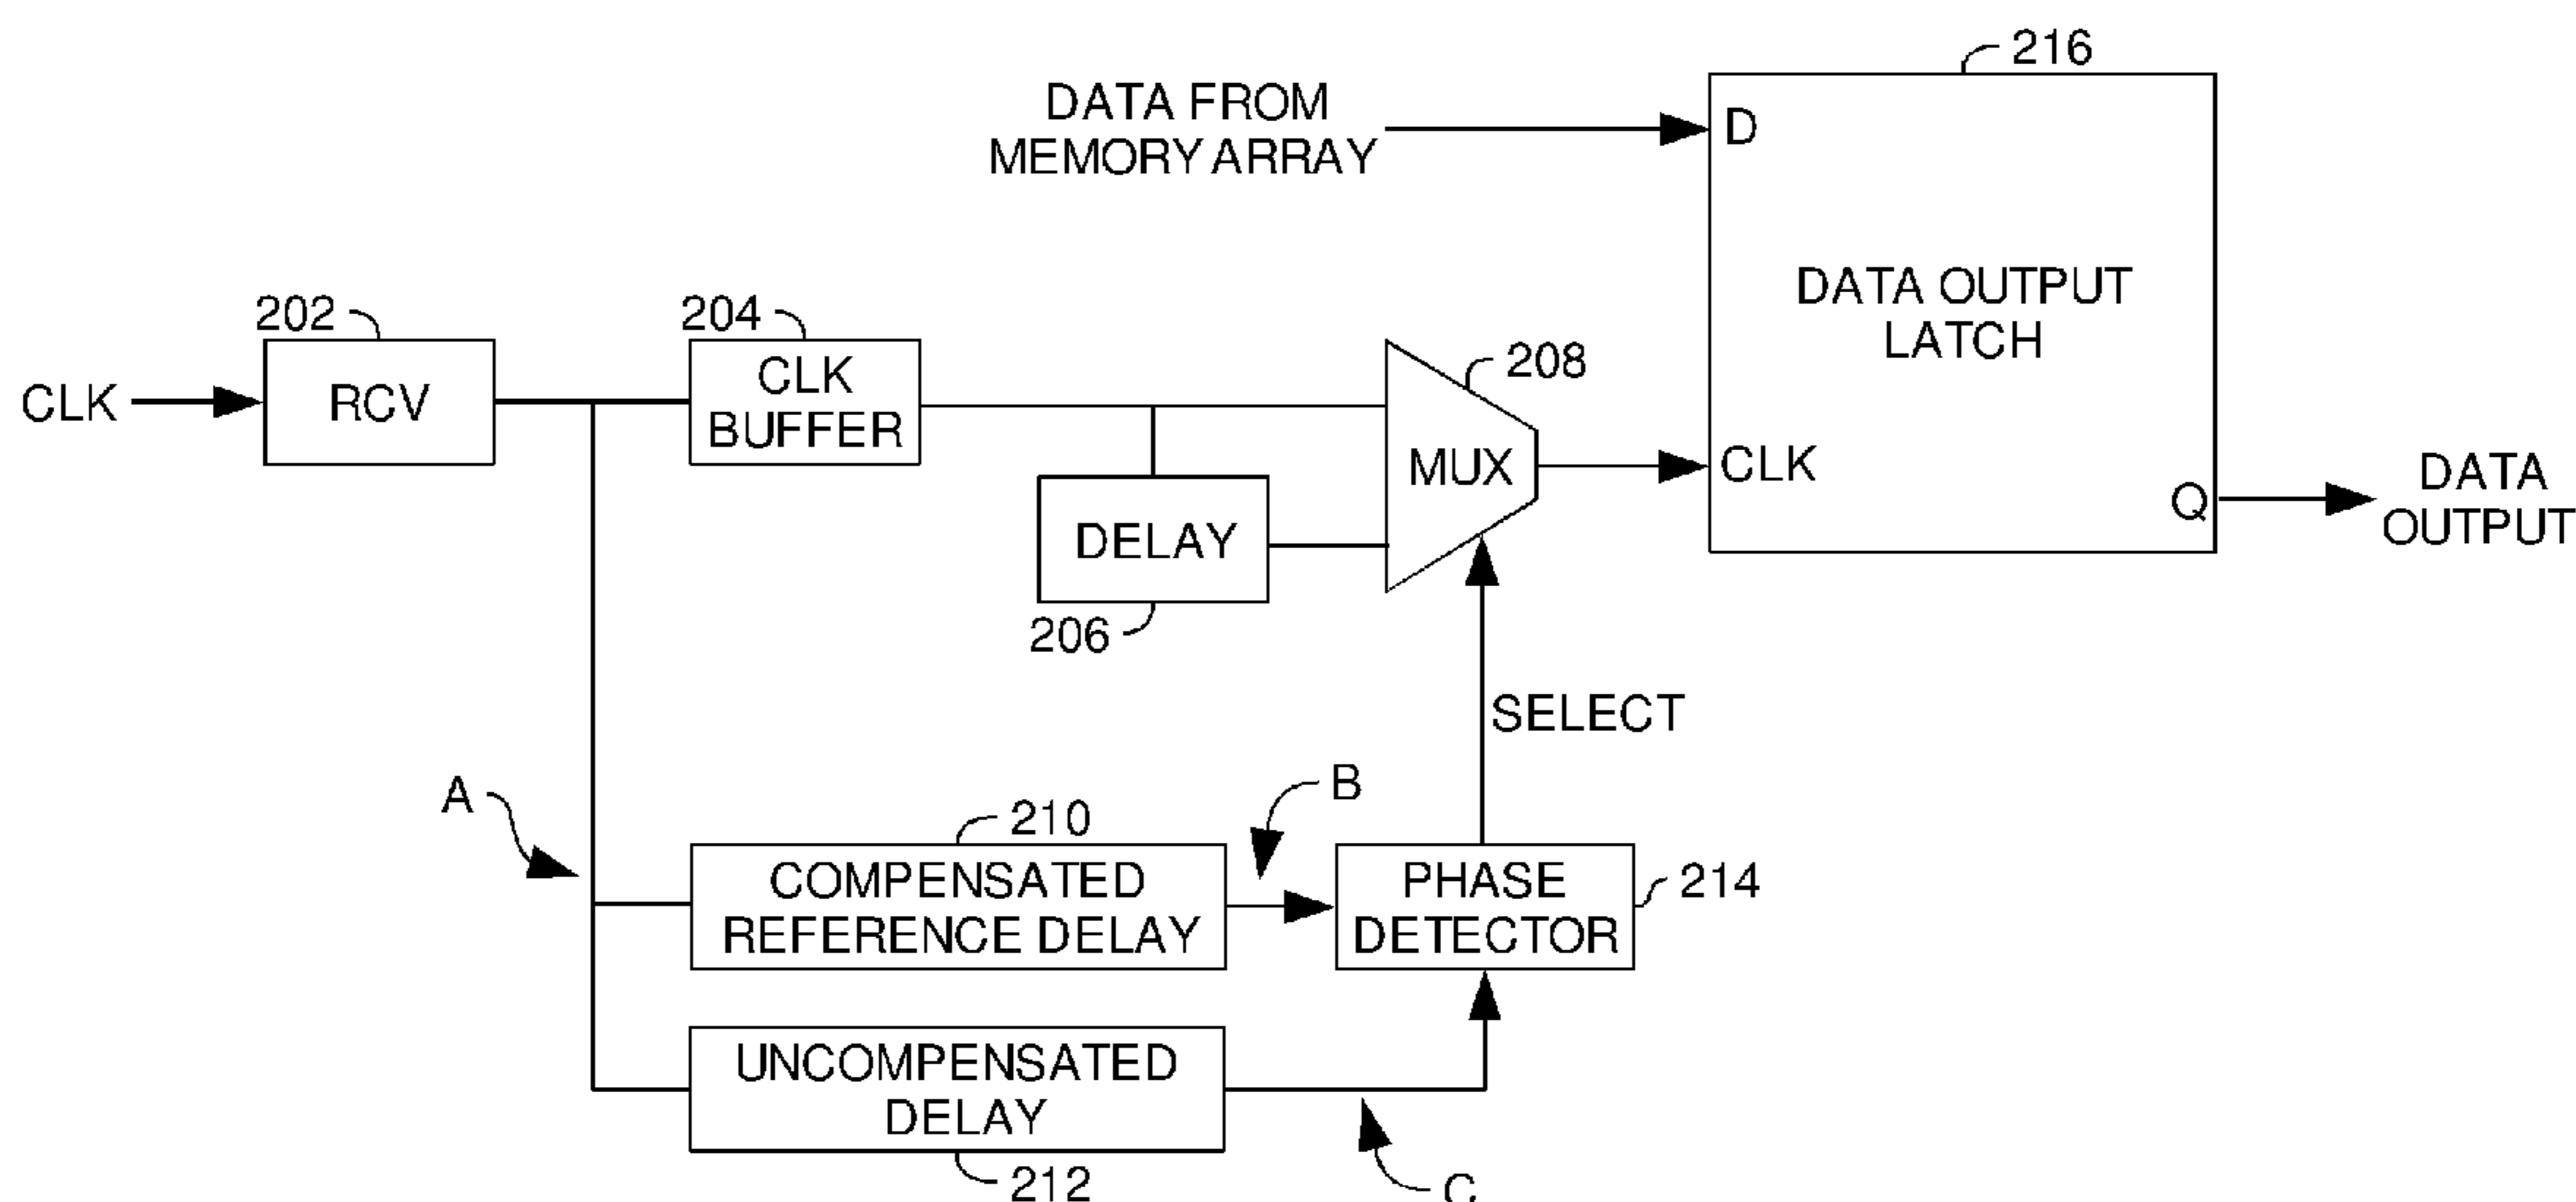 216
DATA FROM
MEMORY ARRAY
D
DATA OUTPUT
LATCH
202
204
208
CLK
RCV
CLK
BUFFER
MUX
CLK
DATA
OUTPUT
Q
DELAY
206
SELECT
A
B
210
COMPENSATED
REFERENCE DELAY
PHASE
DETECTOR
214
UNCOMPENSATED
DELAY
212
C